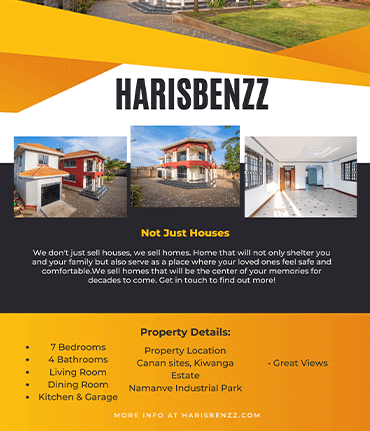 HARISBENZZ
Not Just Houses
We don't just sell houses, we sell homes. Home that will not only shelter you
and your family but also serve as a place where your loved ones feel safe and
comfortable.We sell homes that will be the center of your memories for
decades to come. Get in touch to find out more!
Property Details:
• 7 Bedrooms
• 4 Bathrooms
• Living Room
• Dining Room
• Kitchen & Garage
Property Location
Canan sites, Kiwanga
Estate
Namanve Industrial Park
• Great Views
MORE INFO AT HARISBENZZ.COM